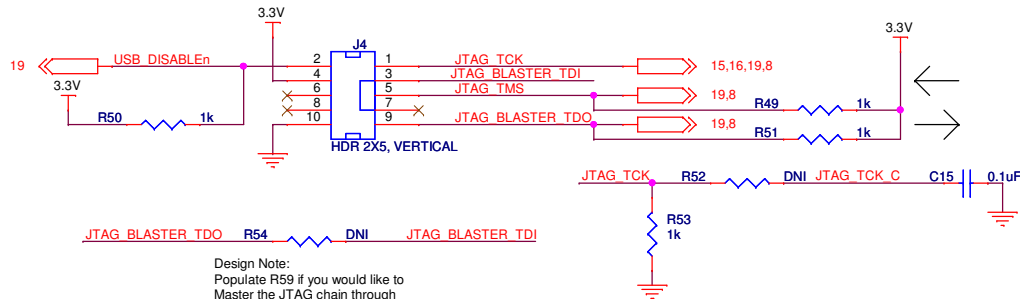 3.3V
J4
3.3V
19
USB_DISABLEn
2
1
JTAG_TCK
15,16,19,8
4
3
JTAG_BLASTER_TDI
3.3V
6
5
JTAG_TMS
19,8
R49
1k
8
7
R50
1k
10
9
JTAG_BLASTER_TDO
19,8
R51
1k
HDR 2X5, VERTICAL
JTAG_TCK
R52
DNI
JTAG_TCK_C
C15
0.1uF
R53
1k
JTAG_BLASTER_TDO
R54
DNI
JTAG_BLASTER_TDI
Design Note:
Populate R59 if you would like to
Master the JTAG chain through